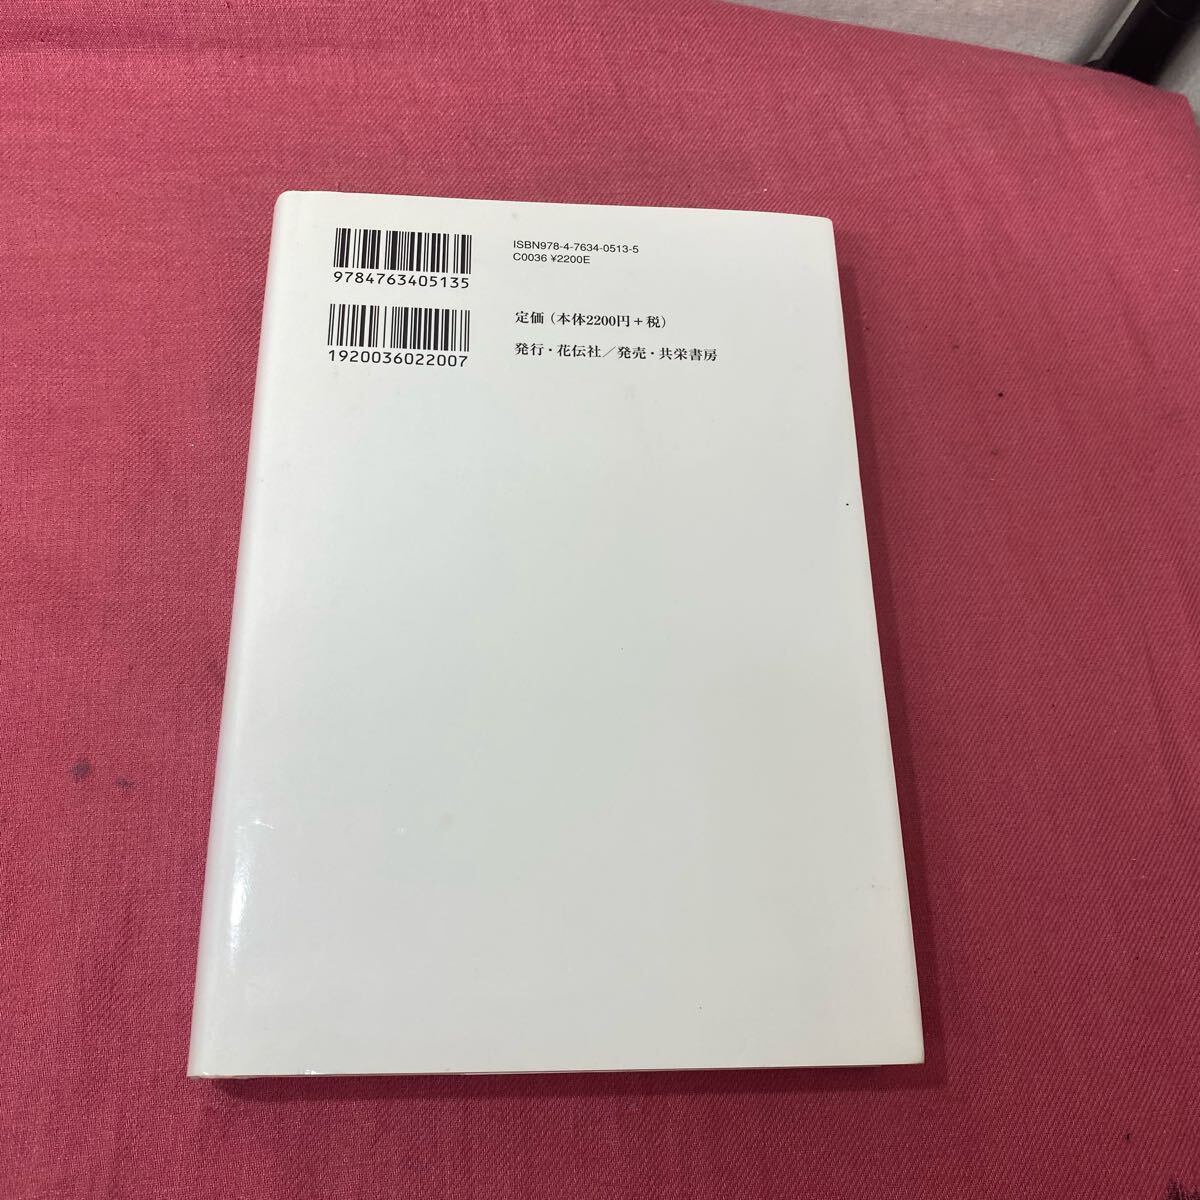 9784763405135
1920036022007
ISBN978-4-7634-0513-5
C0036 ¥2200E
定価（本体2200円＋税）
発行・花伝社／発売・共栄書房